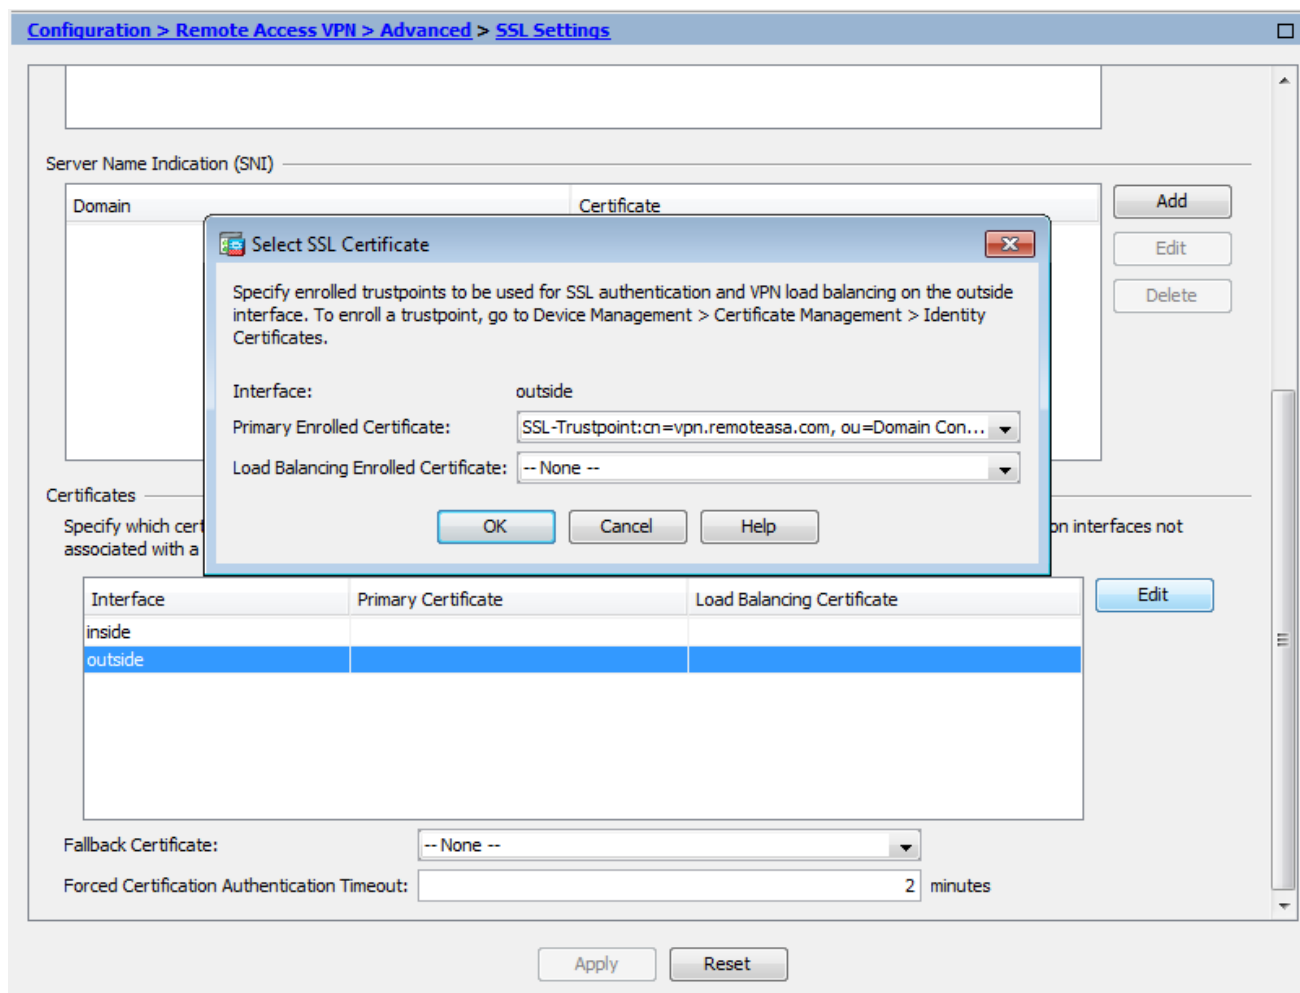 Configuration > Remote Access VPN > Advanced > SSL Settings
Server Name Indication (SNI)
Domain Certificate
Add
Edit
Delete
Select SSL Certificate
Specify enrolled trustpoints to be used for SSL authentication and VPN load balancing on the outside
interface. To enroll a trustpoint, go to Device Management > Certificate Management > Identity
Certificates.
Interface: outside
Primary Enrolled Certificate: SSL-Trustpoint:cn=vpn.remoteasa.com, ou=Domain Con...
Load Balancing Enrolled Certificate: -- None --
OK Cancel Help
Certificates
Specify which cert on interfaces not
associated with a
Interface Primary Certificate Load Balancing Certificate
Edit
inside
outside
Fallback Certificate: -- None --
Forced Certification Authentication Timeout: 2 minutes
Apply Reset